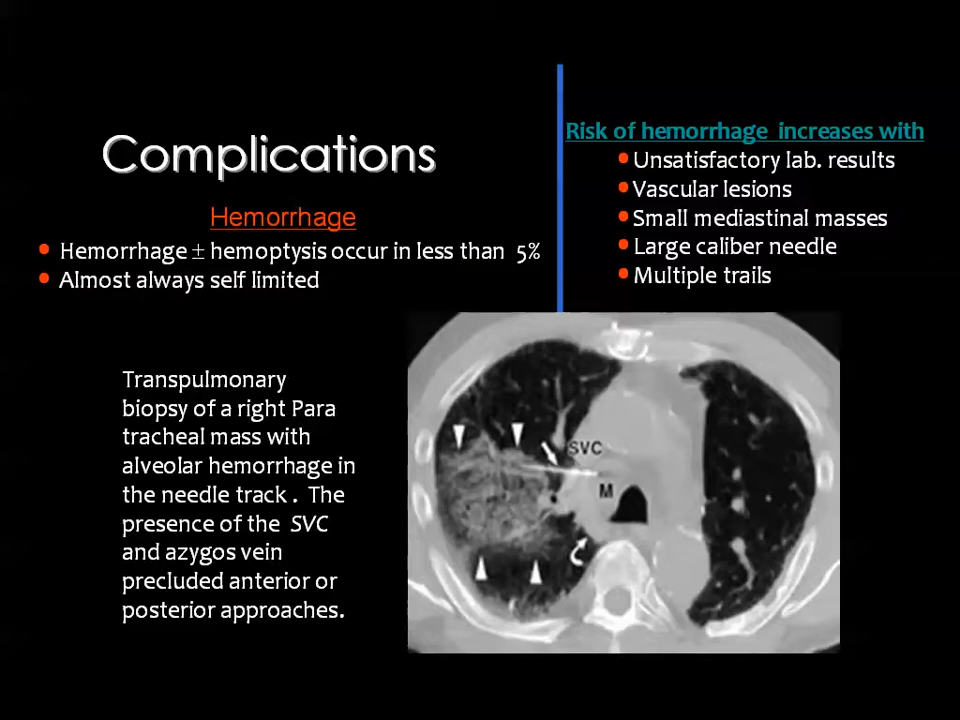 Complications
Hemorrhage
• Hemorrhage ± hemoptysis occur in less than 5%
• Almost always self limited
Risk of hemorrhage increases with
• Unsatisfactory lab. results
• Vascular lesions
• Small mediastinal masses
• Large caliber needle
• Multiple trails
Transpulmonary
biopsy of a right Para
tracheal mass with
alveolar hemorrhage in
the needle track . The
presence of the SVC
and azygos vein
precluded anterior or
posterior approaches.
SVC
M